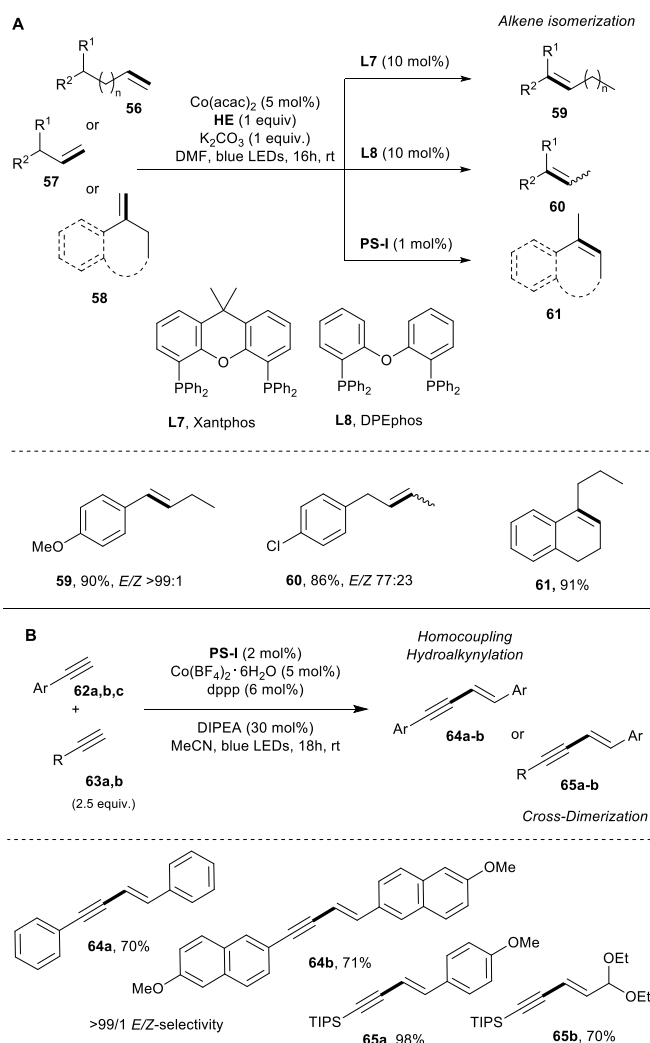 A
Alkene isomerization
R¹
R²
n
56
or
R¹
R²
57
or
58
Co(acac)₂ (5 mol%)
HE (1 equiv)
K₂CO₃ (1 equiv.)
DMF, blue LEDs, 16h, rt
L7 (10 mol%)
L8 (10 mol%)
PS-I (1 mol%)
R¹
R²
n
59
R¹
R²
60
61
O
PPh₂ PPh₂
L7, Xantphos
O
PPh₂ PPh₂
L8, DPEphos
MeO
59, 90%, E/Z >99:1
Cl
60, 86%, E/Z 77:23
61, 91%
B
Ar
62a,b,c
+
R
63a,b
(2.5 equiv.)
PS-I (2 mol%)
Co(BF₄)₂·6H₂O (5 mol%)
dppp (6 mol%)
DIPEA (30 mol%)
MeCN, blue LEDs, 18h, rt
Homocoupling
Hydroalkynylation
Ar
Ar
64a-b
or
Ar
R
65a-b
Cross-Dimerization
64a, 70%
OMe
MeO
64b, 71%
>99/1 E/Z-selectivity
OMe
TIPS
65a, 98%
OEt
OEt
TIPS
65b, 70%